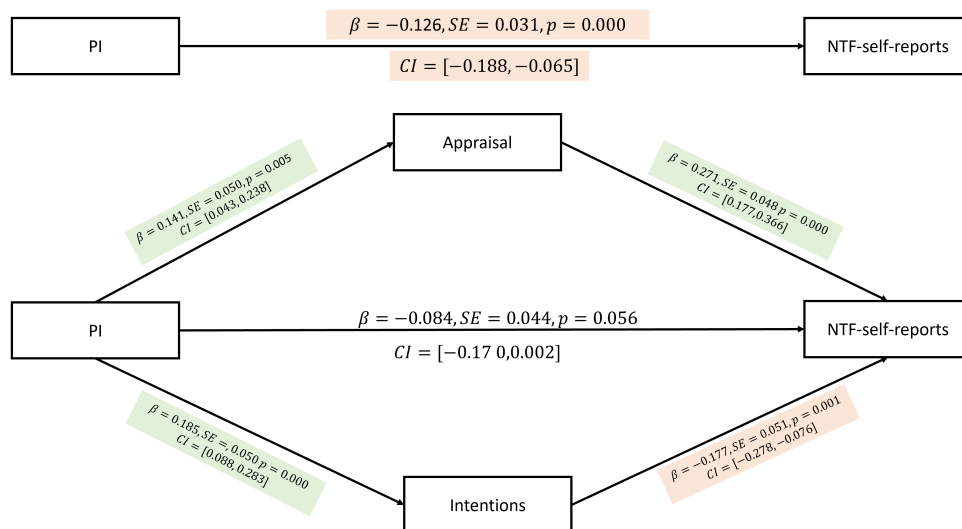 β = −0.126, SE = 0.031, p = 0.000
PI
NTF-self-reports
CI = [−0.188, −0.065]
Appraisal
β = 0.141, SE = 0.050, p = 0.005
CI = [0.043, 0.238]
β = 0.271, SE = 0.048 p = 0.000
CI = [0.177,0.366]
PI
β = −0.084, SE = 0.044, p = 0.056
NTF-self-reports
CI = [−0.17 0,0.002]
β = 0.185, SE =, 0.050 p = 0.000
CI = [0.088, 0.283]
β = −0.177, SE = 0.051, p = 0.001
CI = [−0.278, −0.076]
Intentions